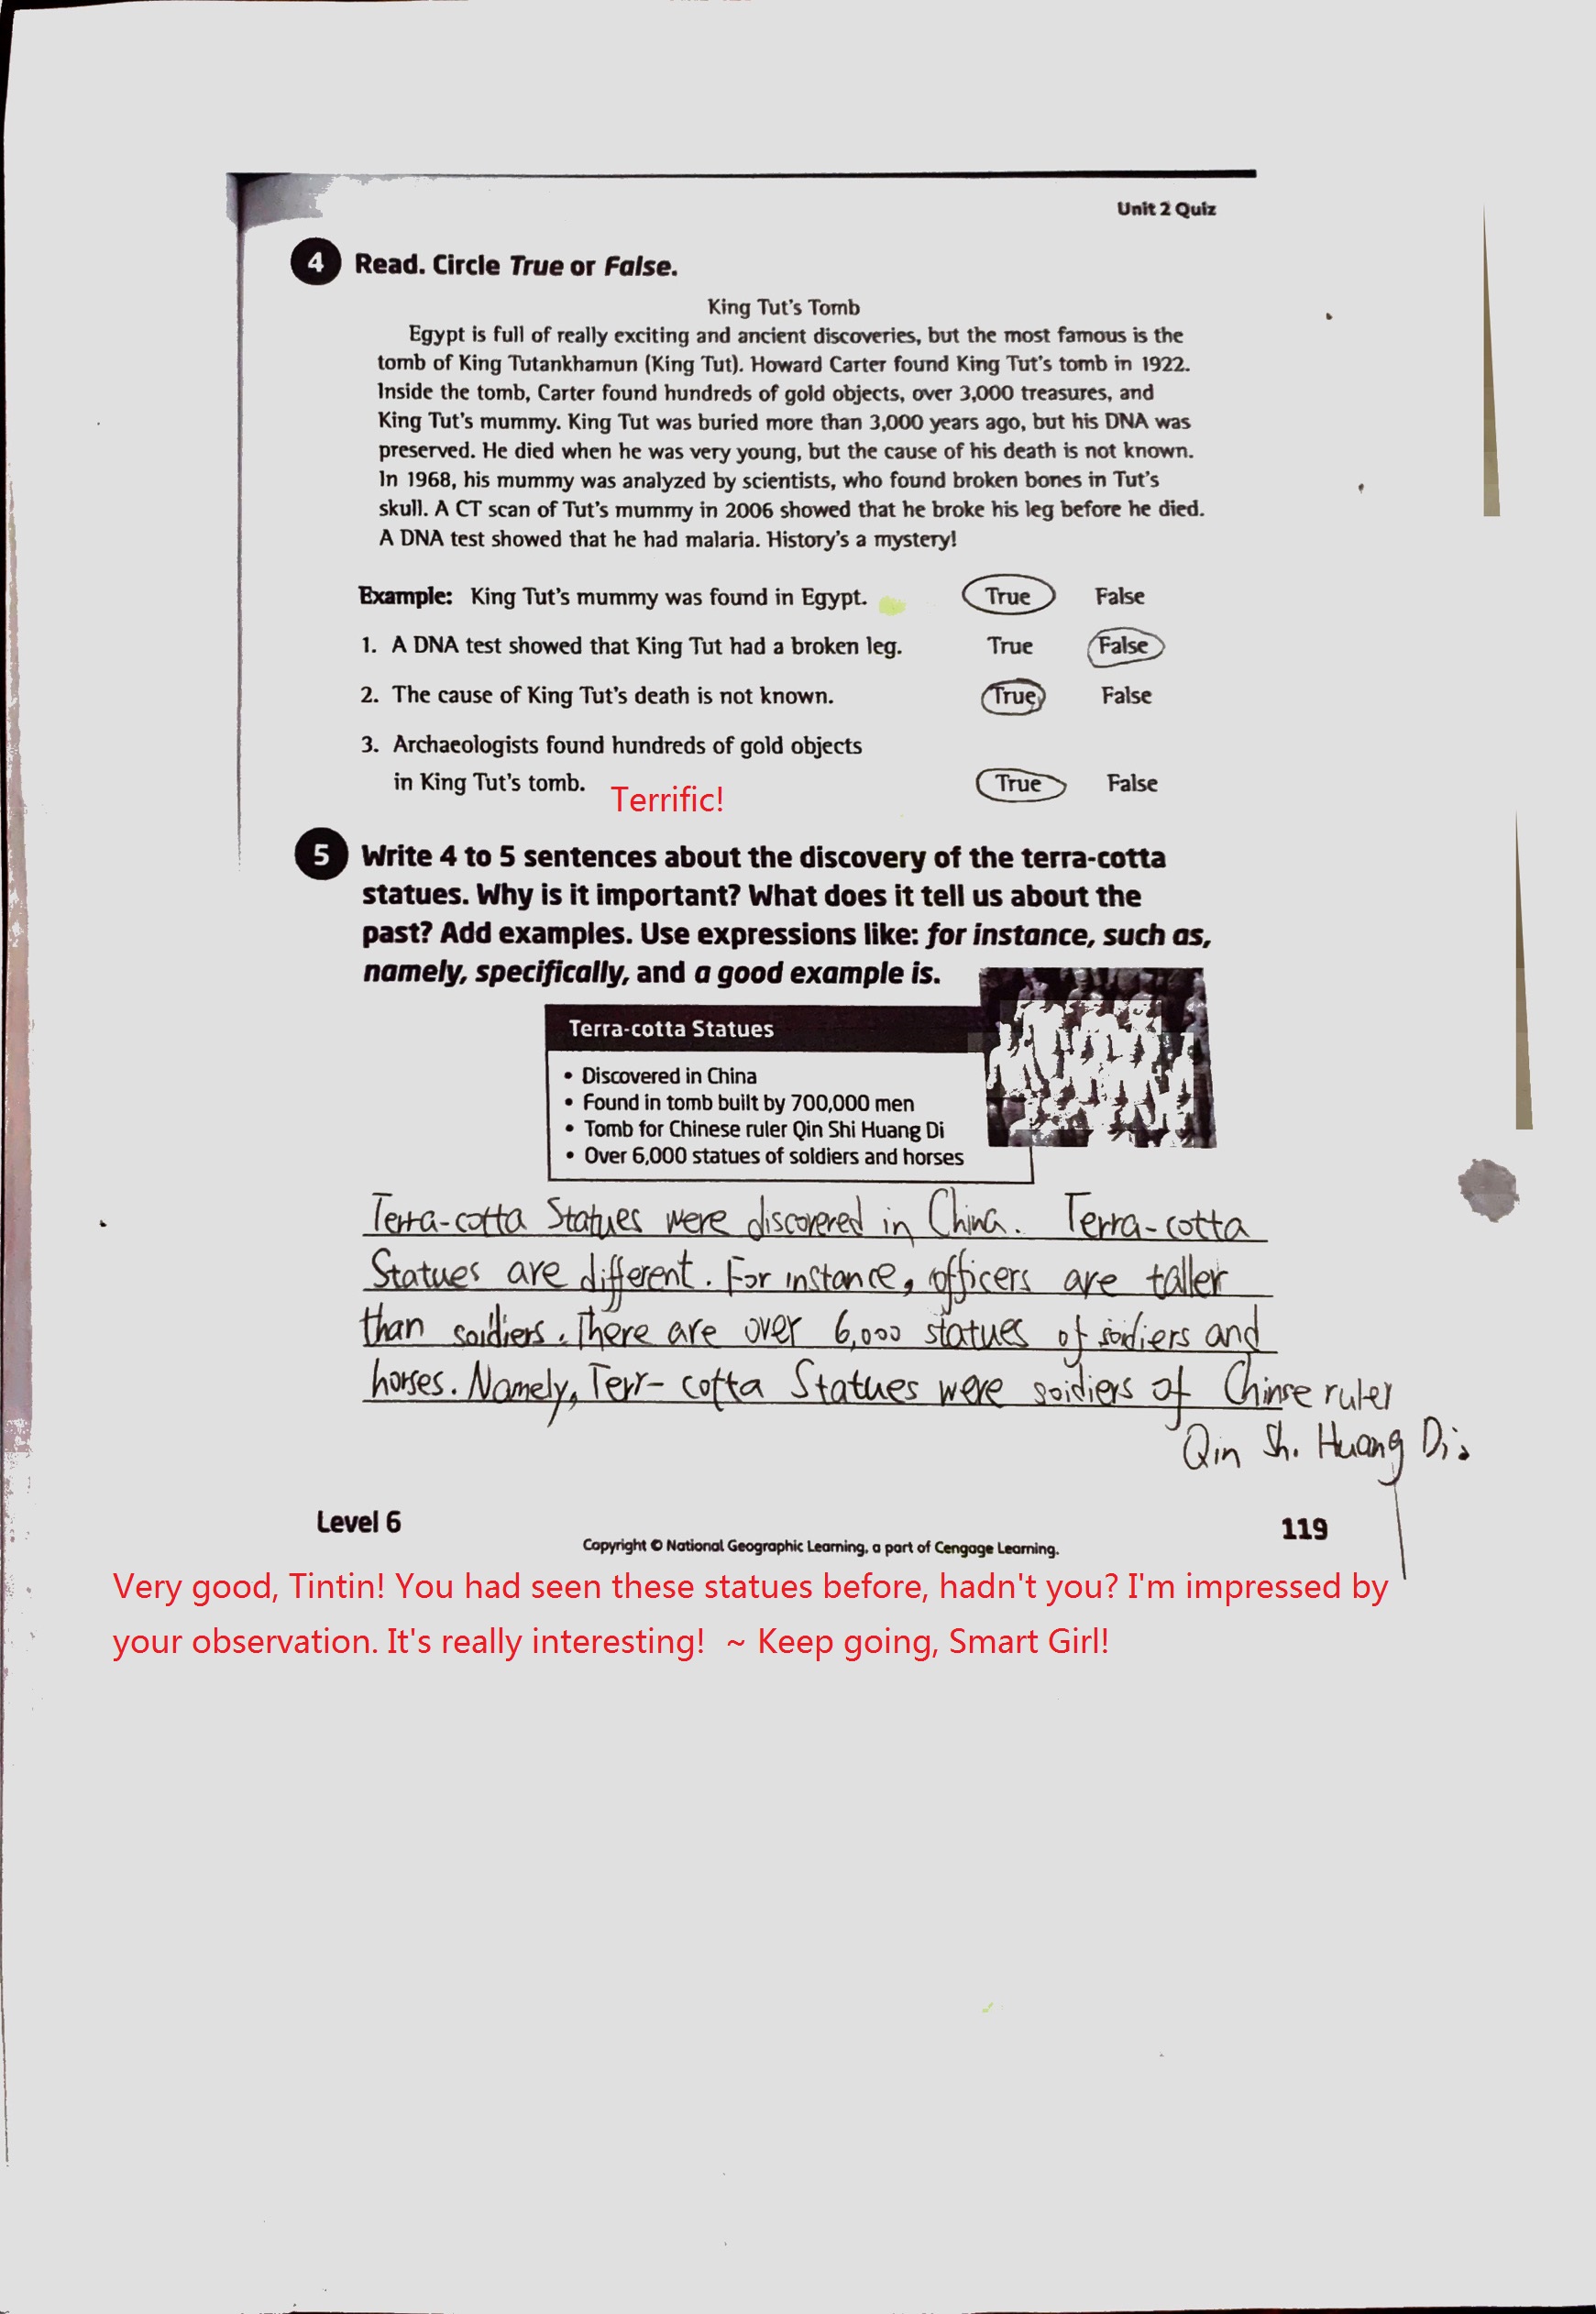 Unit 2 Quiz
4 Read. Circle True or False.
King Tut's Tomb
Egypt is full of really exciting and ancient discoveries, but the most famous is the
tomb of King Tutankhamun (King Tut). Howard Carter found King Tut's tomb in 1922.
Inside the tomb, Carter found hundreds of gold objects, over 3,000 treasures, and
King Tut's mummy. King Tut was buried more than 3,000 years ago, but his DNA was
preserved. He died when he was very young, but the cause of his death is not known.
In 1968, his mummy was analyzed by scientists, who found broken bones in Tut's
skull. A CT scan of Tut's mummy in 2006 showed that he broke his leg before he died.
A DNA test showed that he had malaria. History's a mystery!
Example: King Tut's mummy was found in Egypt. True False
1. A DNA test showed that King Tut had a broken leg. True False
2. The cause of King Tut's death is not known. True False
3. Archaeologists found hundreds of gold objects
in King Tut's tomb. True False
Terrific!
5 Write 4 to 5 sentences about the discovery of the terra-cotta
statues. Why is it important? What does it tell us about the
past? Add examples. Use expressions like: for instance, such as,
namely, specifically, and a good example is.
Terra-cotta Statues
• Discovered in China
• Found in tomb built by 700,000 men
• Tomb for Chinese ruler Qin Shi Huang Di
• Over 6,000 statues of soldiers and horses
Terra-cotta Statues were discovered in China. Terra-cotta
Statues are different. For instance, officers are taller
than soidiers. There are over 6,000 statues of soidiers and
horses. Namely, Terr-cotta Statues were soidiers of Chinse ruler
Qin Shi Huang Di.
Level 6
119
Copyright © National Geographic Learning, a part of Cengage Learning.
Very good, Tintin! You had seen these statues before, hadn't you? I'm impressed by
your observation. It's really interesting! ~ Keep going, Smart Girl!